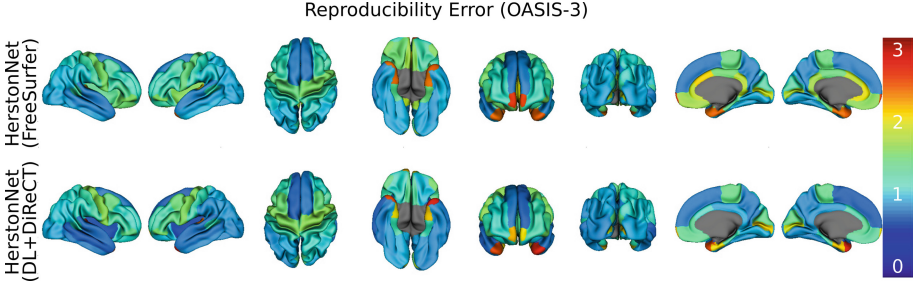 Reproducibility Error (OASIS-3)
HerstonNet
(FreeSurfer)
3
2
1
0
HerstonNet
(DL+DiReCT)